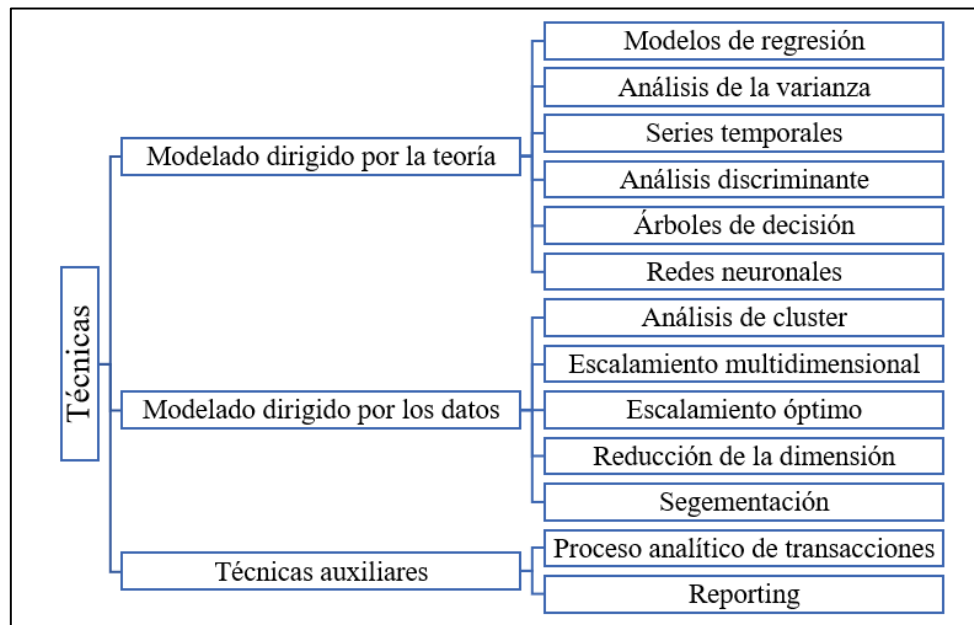 Técnicas
Modelado dirigido por la teoría
Modelos de regresión
Análisis de la varianza
Series temporales
Análisis discriminante
Árboles de decisión
Redes neuronales
Modelado dirigido por los datos
Análisis de cluster
Escalamiento multidimensional
Escalamiento óptimo
Reducción de la dimensión
Segementación
Técnicas auxiliares
Proceso analítico de transacciones
Reporting